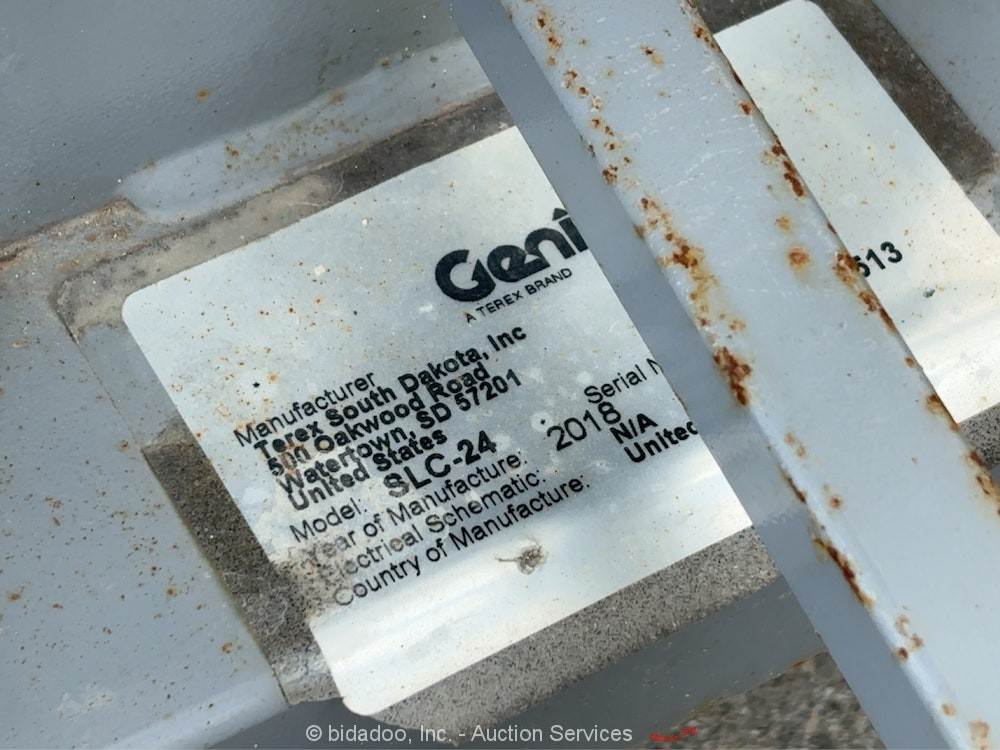 Geni
A TEREX BRAND
Manufacturer
Terex South Dakota, Inc
500 Oakwood Road
Watertown, SD 57201
United States
Model: SLC-24 Serial N
513
Year of Manufacture: 2018
Electrical Schematic: N/A
Country of Manufacture: United
© bidadoo, Inc. - Auction Services